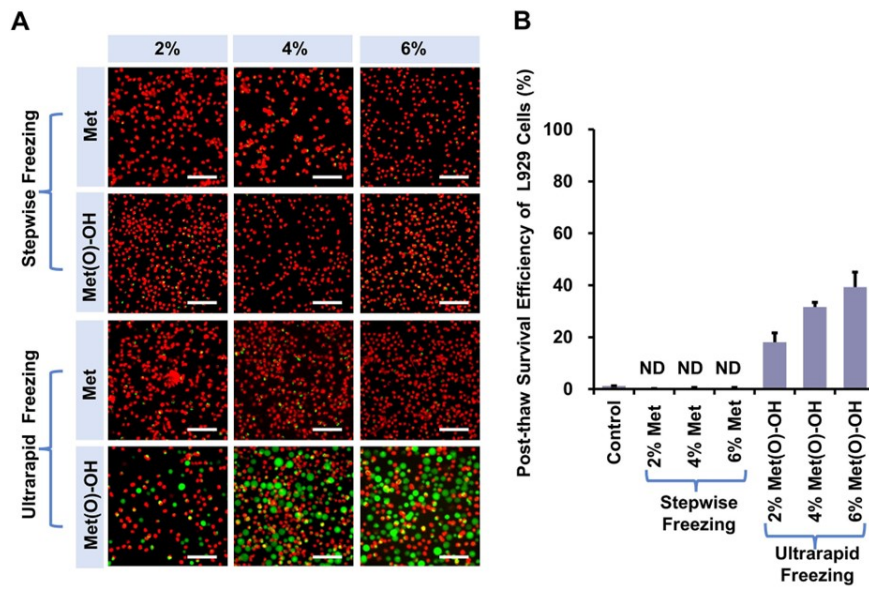 A
2%
4%
6%
Stepwise Freezing
Met
Met(O)-OH
Ultrarapid Freezing
Met
Met(O)-OH
B
Post-thaw Survival Efficiency of L929 Cells (%)
100
80
60
40
20
0
ND
ND
ND
Control
2% Met
4% Met
6% Met
2% Met(O)-OH
4% Met(O)-OH
6% Met(O)-OH
Stepwise
Freezing
Ultrarapid
Freezing